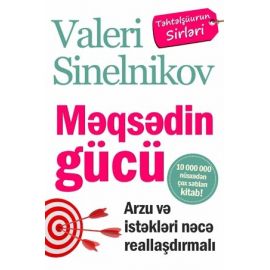 Valeri
Təhtəlşüurun
Sirləri
Sinelnikov
Məqsədin
gücü
10 000 000
nüsxədən
çox satılan
kitab!
Arzu və
istəkləri necə
reallaşdırmalı